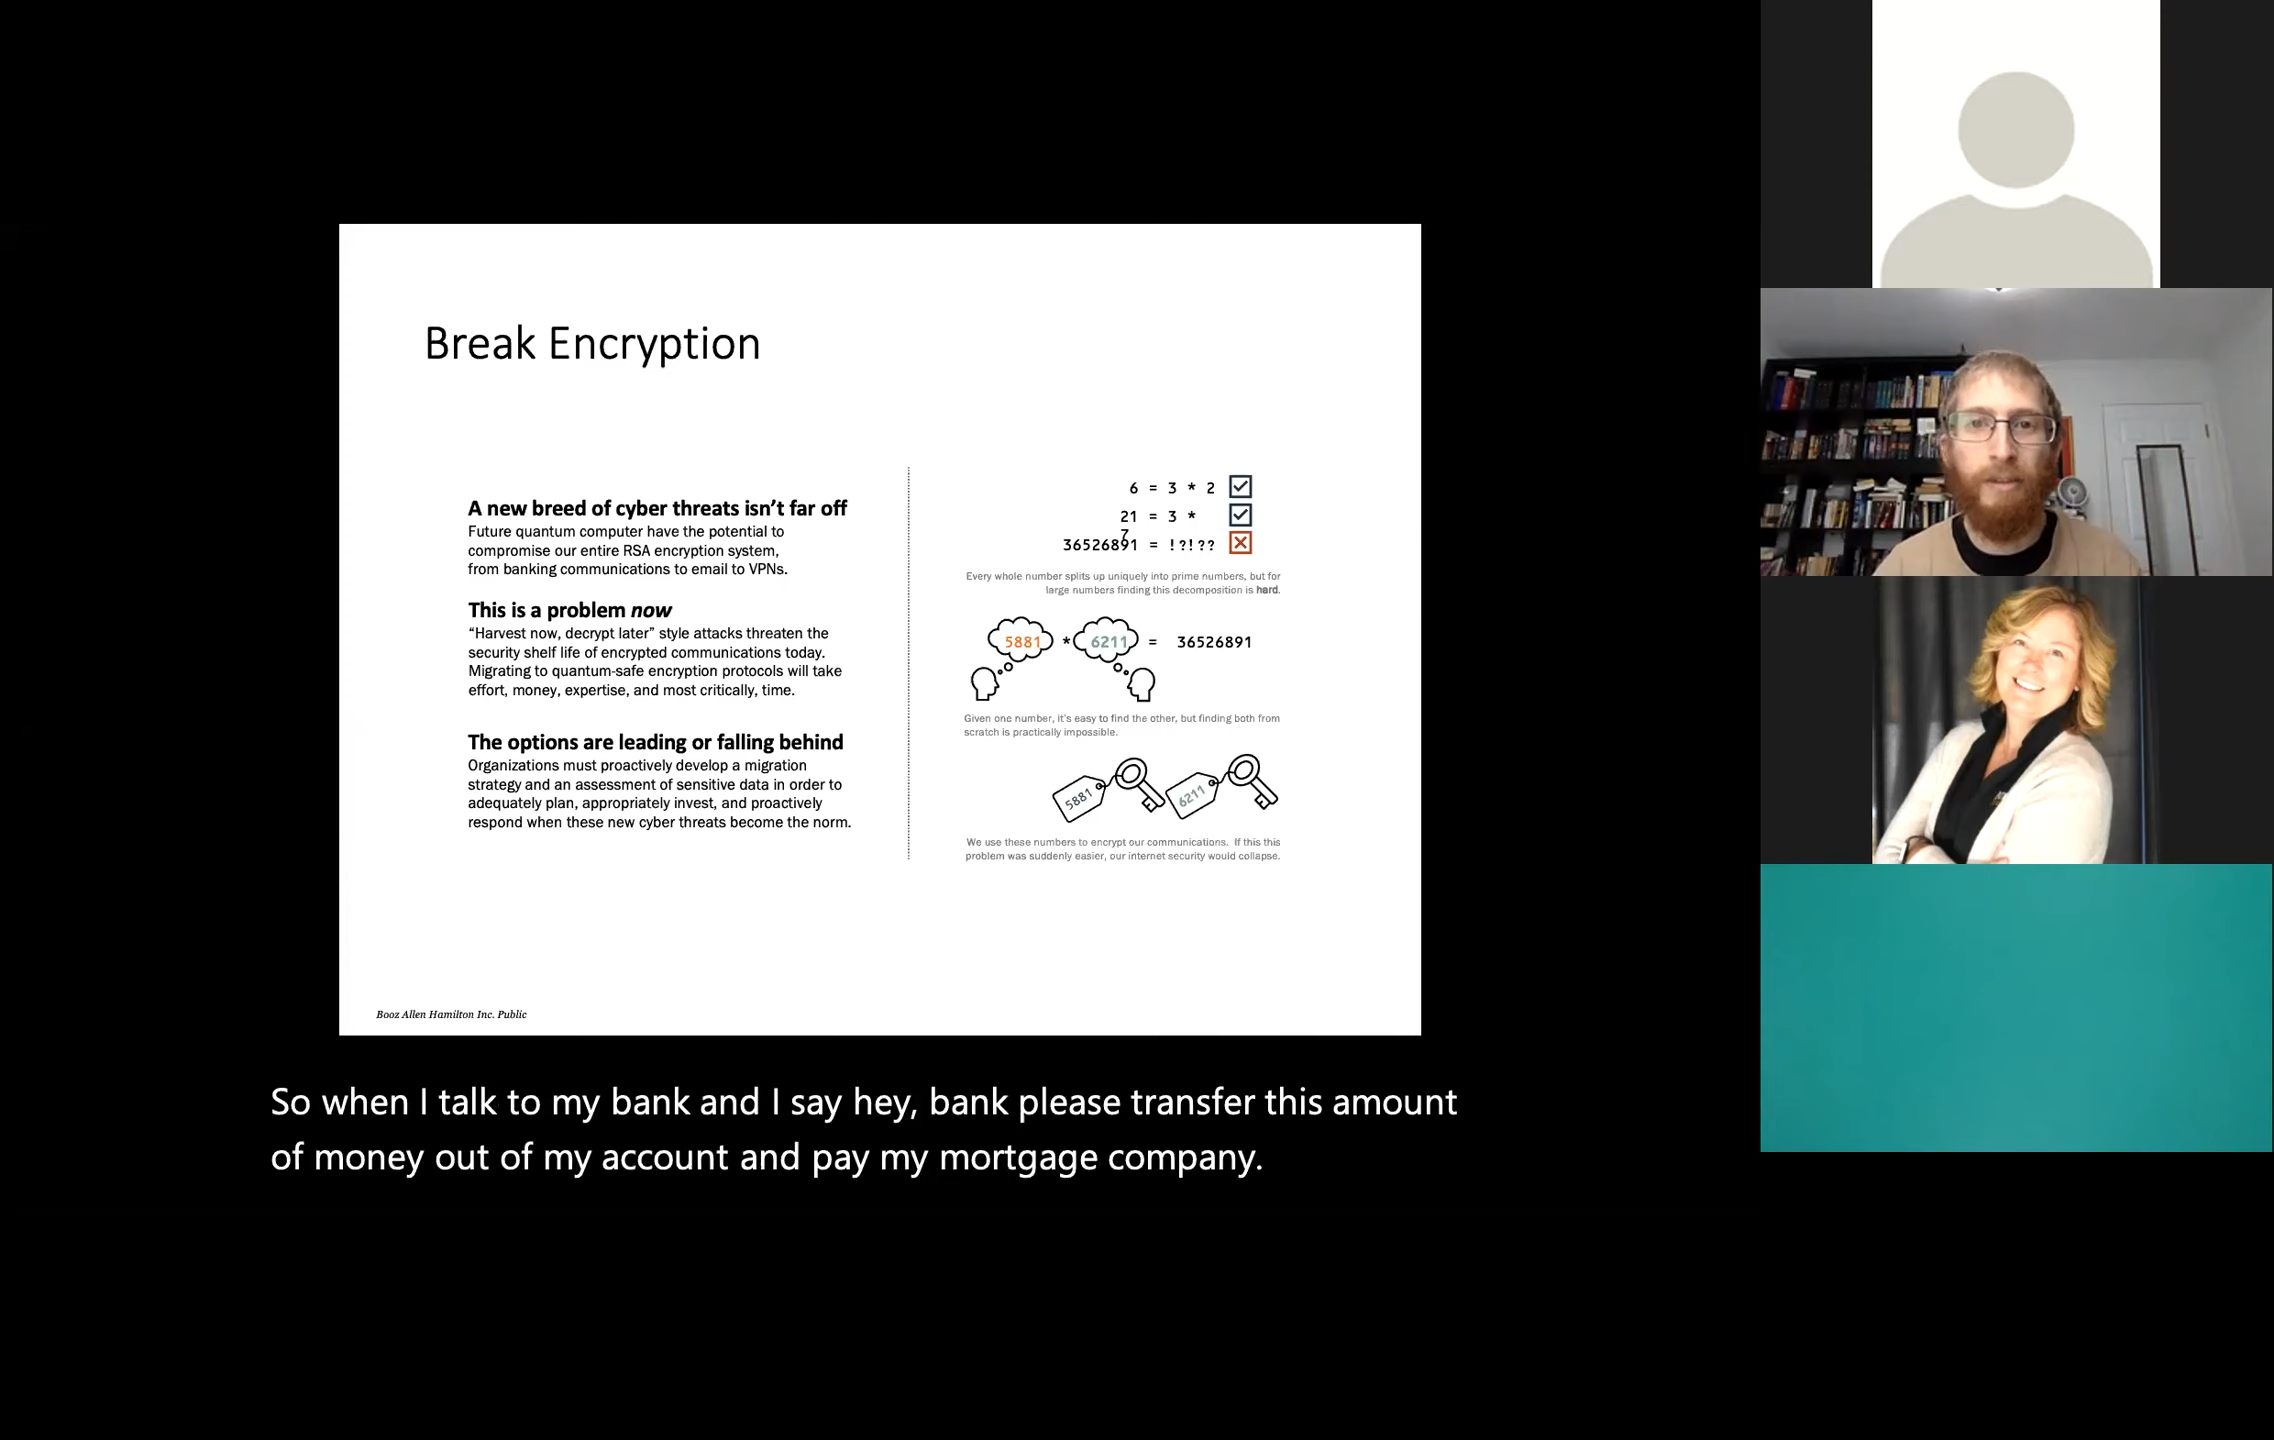 Break Encryption
A new breed of cyber threats isn't far off
Future quantum computer have the potential to
compromise our entire RSA encryption system,
from banking communications to email to VPNs.
This is a problem now
“Harvest now, decrypt later” style attacks threaten the
security shelf life of encrypted communications today.
Migrating to quantum-safe encryption protocols will take
effort, money, expertise, and most critically, time.
The options are leading or falling behind
Organizations must proactively develop a migration
strategy and an assessment of sensitive data in order to
adequately plan, appropriately invest, and proactively
respond when these new cyber threats become the norm.
6 = 3 * 2
21 = 3 *
7
36526891 = !?!??
Every whole number splits up uniquely into prime numbers, but for
large numbers finding this decomposition is hard.
5881 * 6211 = 36526891
Given one number, it's easy to find the other, but finding both from
scratch is practically impossible.
5881 6211
We use these numbers to encrypt our communications. If this this
problem was suddenly easier, our internet security would collapse.
Booz Allen Hamilton Inc. Public
So when I talk to my bank and I say hey, bank please transfer this amount
of money out of my account and pay my mortgage company.